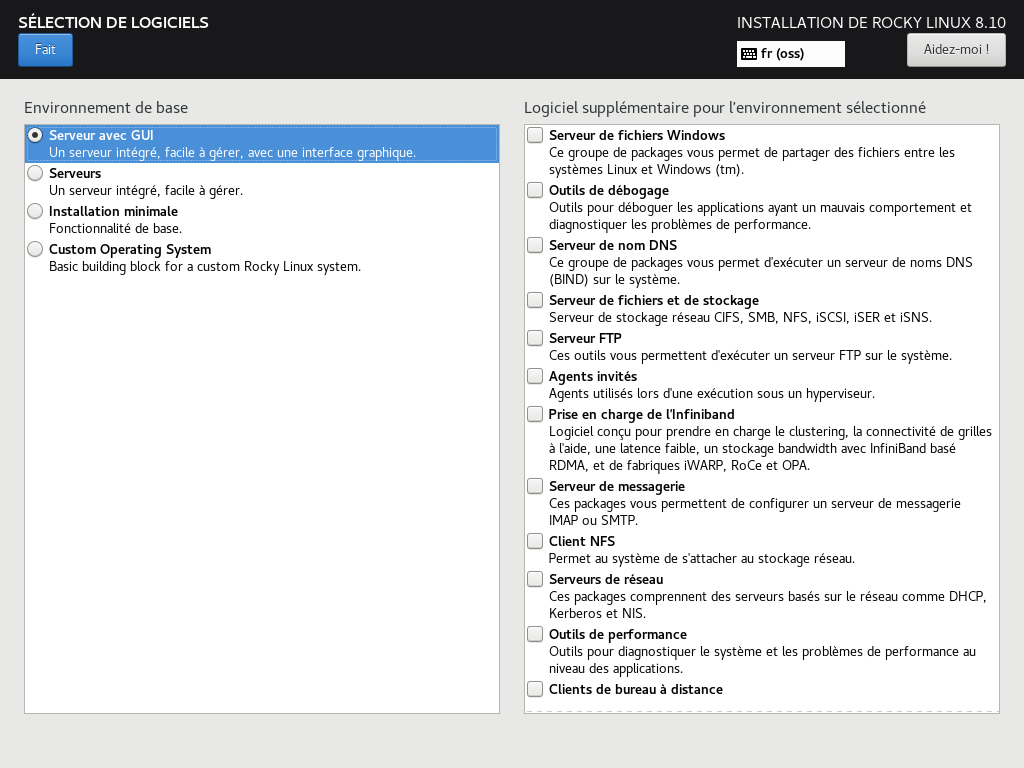 SÉLECTION DE LOGICIELS
INSTALLATION DE ROCKY LINUX 8.10
Fait
fr (oss)
Aidez-moi !
Environnement de base
Serveur avec GUI
Un serveur intégré, facile à gérer, avec une interface graphique.
Serveurs
Un serveur intégré, facile à gérer.
Installation minimale
Fonctionnalité de base.
Custom Operating System
Basic building block for a custom Rocky Linux system.
Logiciel supplémentaire pour l'environnement sélectionné
Serveur de fichiers Windows
Ce groupe de packages vous permet de partager des fichiers entre les
systèmes Linux et Windows (tm).
Outils de débogage
Outils pour déboguer les applications ayant un mauvais comportement et
diagnostiquer les problèmes de performance.
Serveur de nom DNS
Ce groupe de packages vous permet d'exécuter un serveur de noms DNS
(BIND) sur le système.
Serveur de fichiers et de stockage
Serveur de stockage réseau CIFS, SMB, NFS, iSCSI, iSER et iSNS.
Serveur FTP
Ces outils vous permettent d'exécuter un serveur FTP sur le système.
Agents invités
Agents utilisés lors d'une exécution sous un hyperviseur.
Prise en charge de l'Infiniband
Logiciel conçu pour prendre en charge le clustering, la connectivité de grilles
à l'aide, une latence faible, un stockage bandwidth avec InfiniBand basé
RDMA, et de fabriques iWARP, RoCe et OPA.
Serveur de messagerie
Ces packages vous permettent de configurer un serveur de messagerie
IMAP ou SMTP.
Client NFS
Permet au système de s'attacher au stockage réseau.
Serveurs de réseau
Ces packages comprennent des serveurs basés sur le réseau comme DHCP,
Kerberos et NIS.
Outils de performance
Outils pour diagnostiquer le système et les problèmes de performance au
niveau des applications.
Clients de bureau à distance